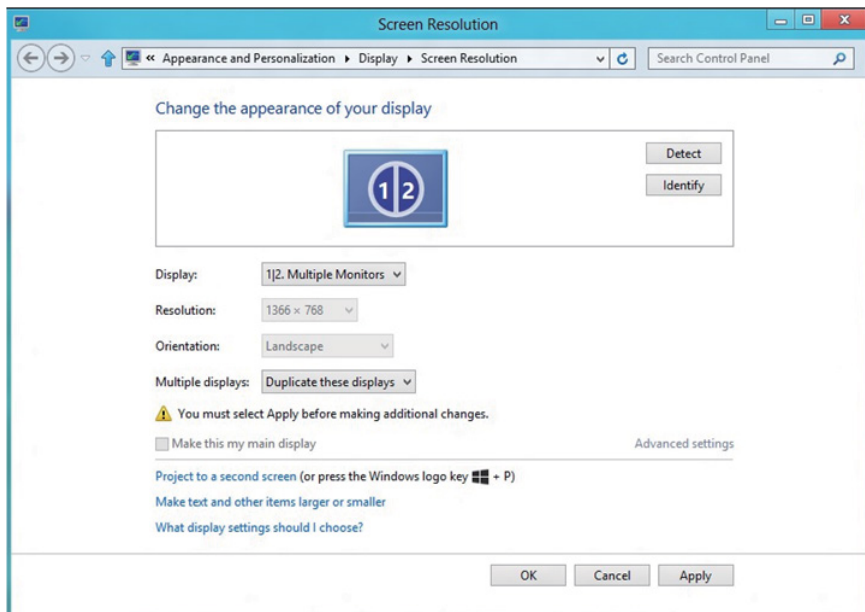 Screen Resolution
« Appearance and Personalization Display Screen Resolution Search Control Panel
Change the appearance of your display
1 2
Detect
Identify
Display: 1|2. Multiple Monitors
Resolution: 1366 × 768
Orientation: Landscape
Multiple displays: Duplicate these displays
You must select Apply before making additional changes.
Make this my main display Advanced settings
Project to a second screen (or press the Windows logo key + P)
Make text and other items larger or smaller
What display settings should I choose?
OK Cancel Apply